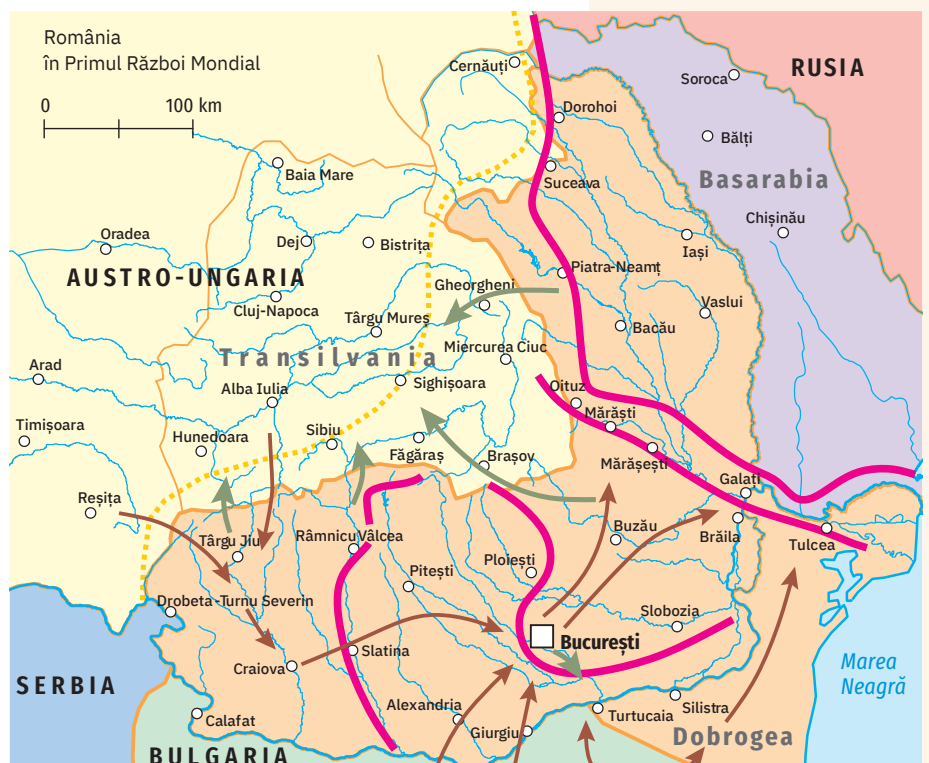 România
în Primul Război Mondial
0 100 km
RUSIA
Cernăuți
Soroca
Dorohoi
Bălți
Baia Mare
Suceava
Basarabia
Chișinău
Oradea
Dej
Bistrița
Iași
AUSTRO-UNGARIA
Piatra-Neamț
Gheorgheni
Cluj-Napoca
Vaslui
Târgu Mureș
Bacău
Transilvania
Miercurea Ciuc
Arad
Alba Iulia
Sighișoara
Oituz
Mărăști
Timișoara
Hunedoara
Sibiu
Făgăraș
Brașov
Mărășești
Galați
Reșița
Târgu Jiu
Râmnicu Vâlcea
Buzău
Brăila
Tulcea
Ploiești
Pitești
Drobeta-Turnu Severin
Slobozia
București
Slatina
Craiova
SERBIA
Marea
Neagră
Alexandria
Silistra
Calafat
Turtucaia
Giurgiu
Dobrogea
BULGARIA